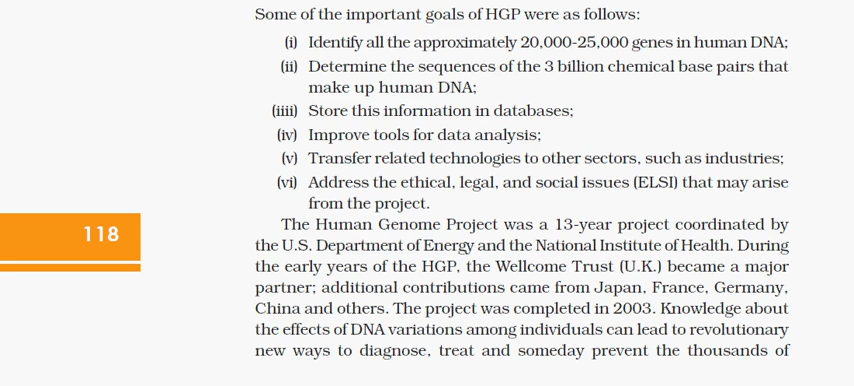 Some of the important goals of HGP were as follows:
(i) Identify all the approximately 20,000-25,000 genes in human DNA;
(ii) Determine the sequences of the 3 billion chemical base pairs that
make up human DNA;
(iiii) Store this information in databases;
(iv) Improve tools for data analysis;
(v) Transfer related technologies to other sectors, such as industries;
(vi) Address the ethical, legal, and social issues (ELSI) that may arise
from the project.
The Human Genome Project was a 13-year project coordinated by
118
the U.S. Department of Energy and the National Institute of Health. During
the early years of the HGP, the Wellcome Trust (U.K.) became a major
partner; additional contributions came from Japan, France, Germany,
China and others. The project was completed in 2003. Knowledge about
the effects of DNA variations among individuals can lead to revolutionary
new ways to diagnose, treat and someday prevent the thousands of